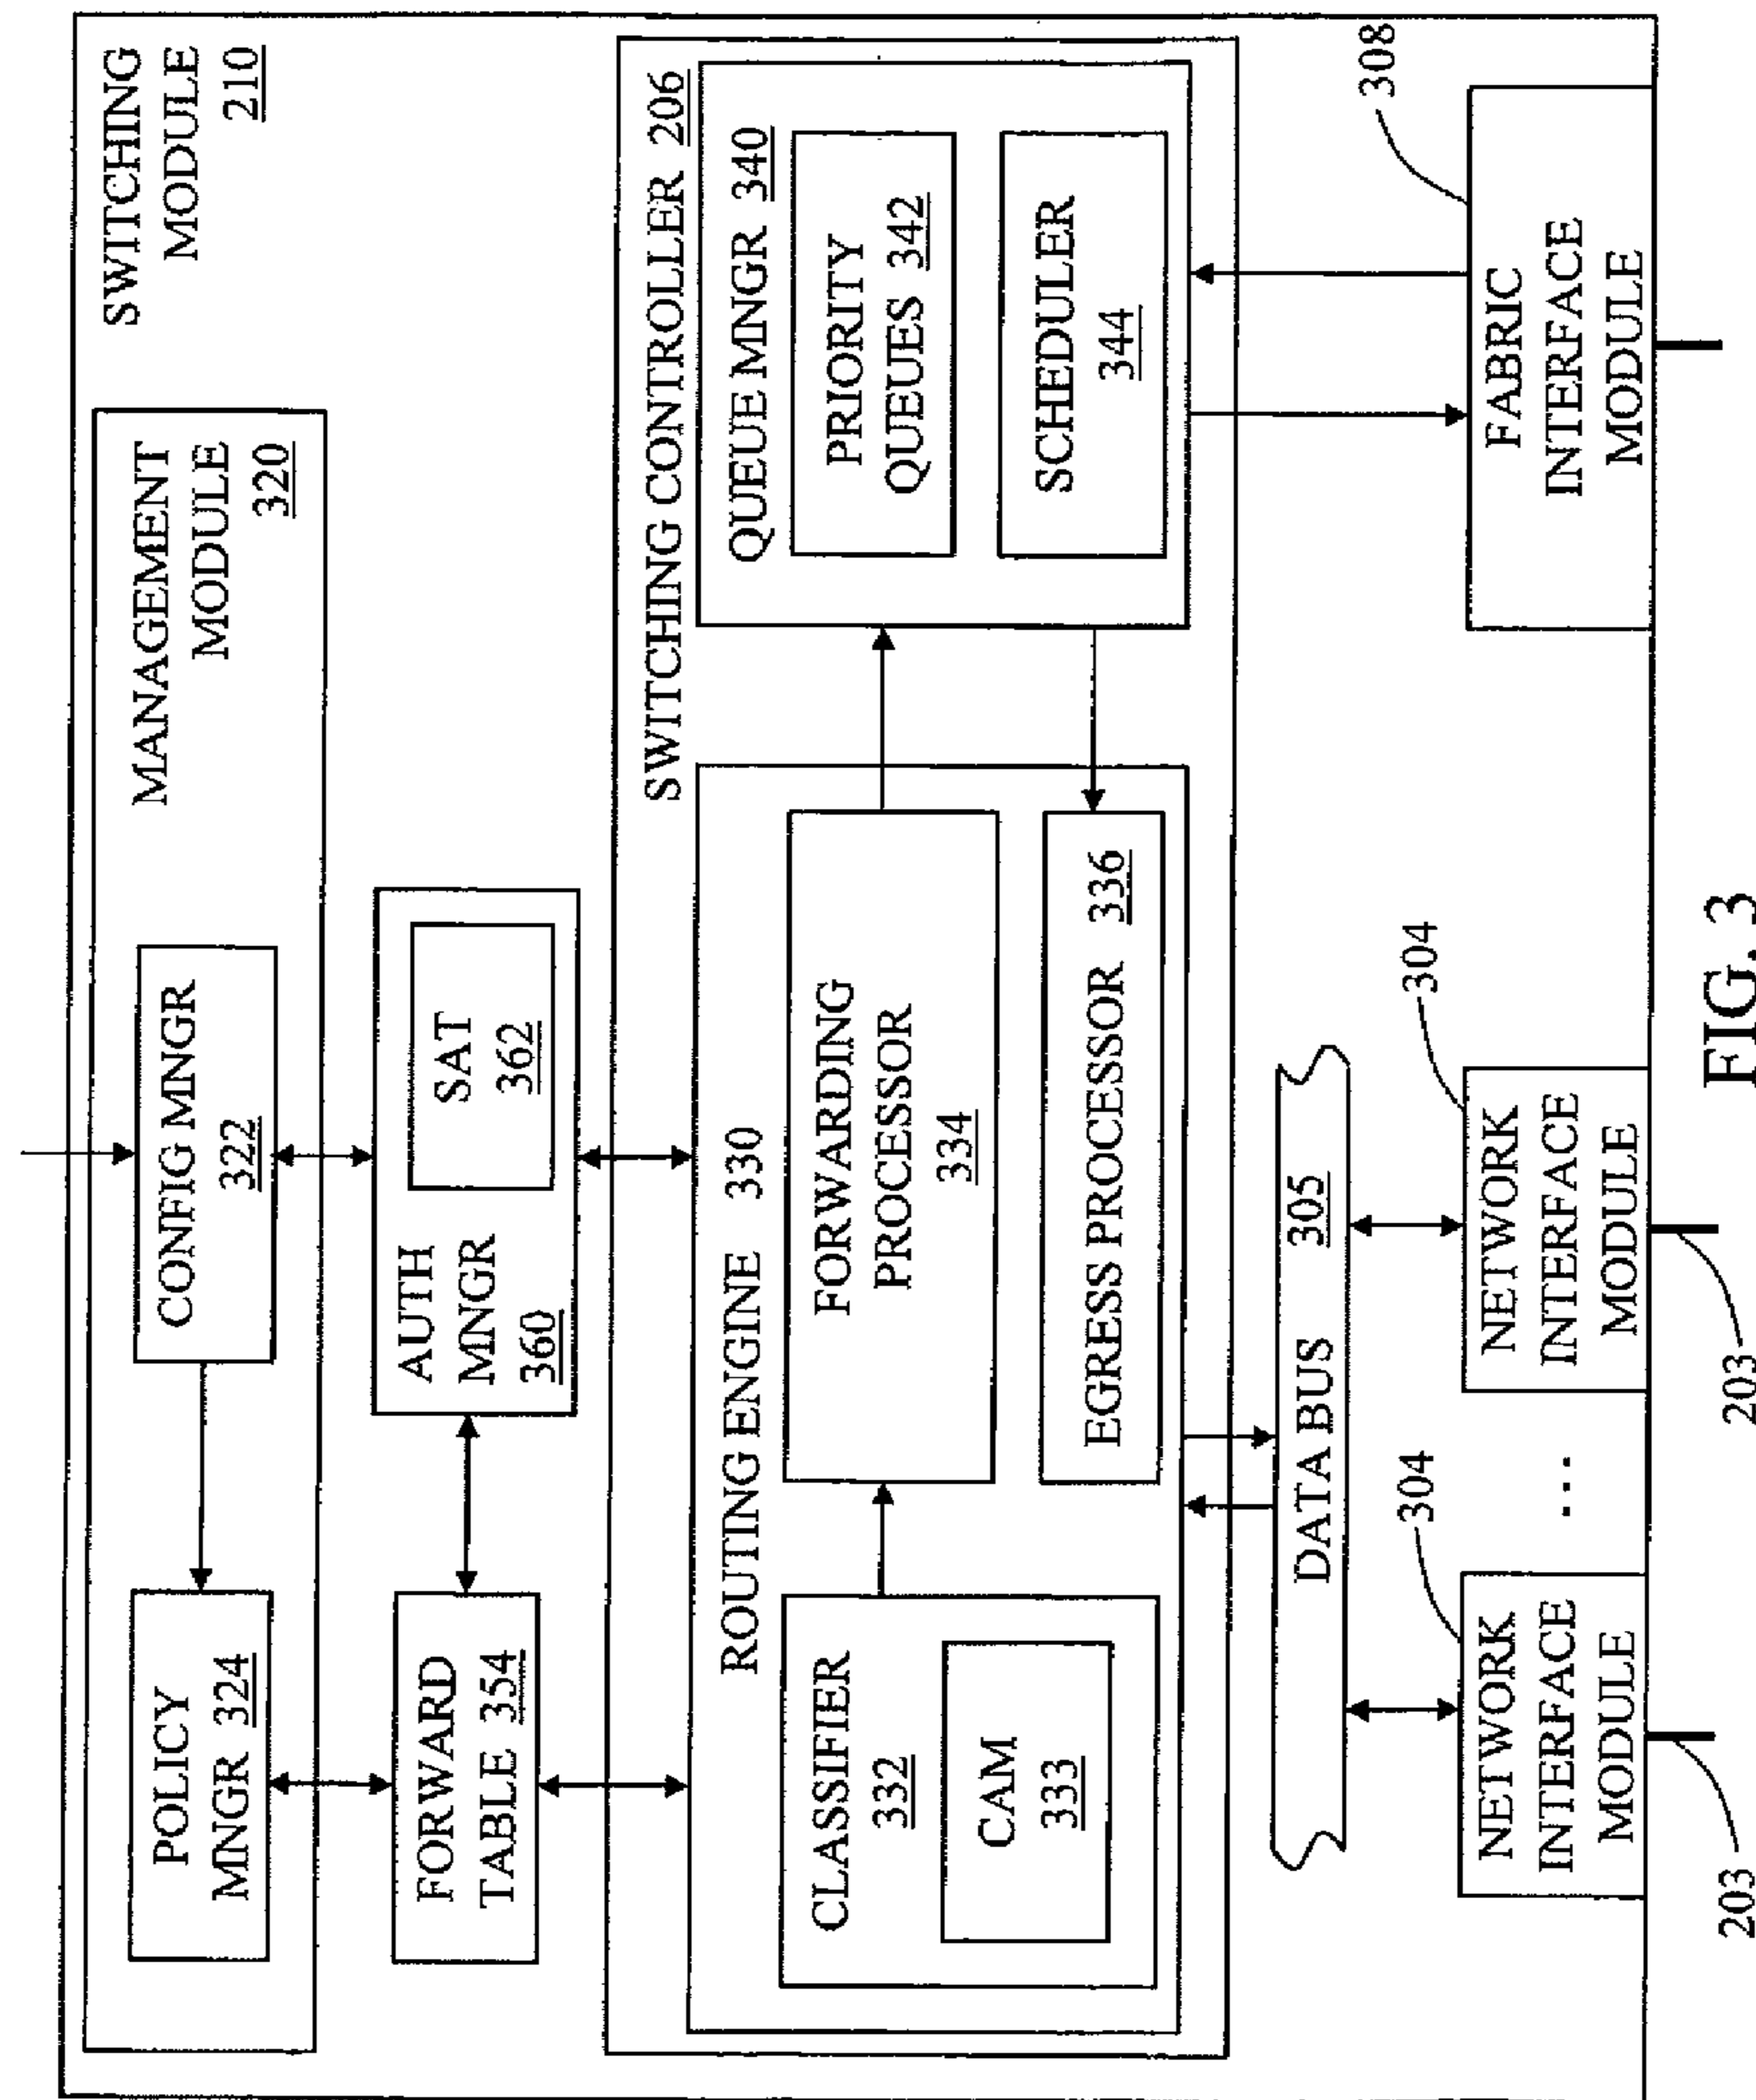 SWITCHING
MODULE
210
MANAGEMENT
MODULE
320
CONFIG MNGR
322
POLICY
MNGR 324
AUTH
MNGR
360
SAT
362
FORWARD
TABLE 354
SWITCHING CONTROLLER 206
ROUTING ENGINE 330
CLASSIFIER
332
CAM
333
FORWARDING
PROCESSOR
334
EGRESS PROCESSOR 336
QUEUE MNGR 340
PRIORITY
QUEUES 342
SCHEDULER
344
DATA BUS 305
304
NETWORK
INTERFACE
MODULE
203
...
304
NETWORK
INTERFACE
MODULE
203
308
FABRIC
INTERFACE
MODULE
FIG. 3